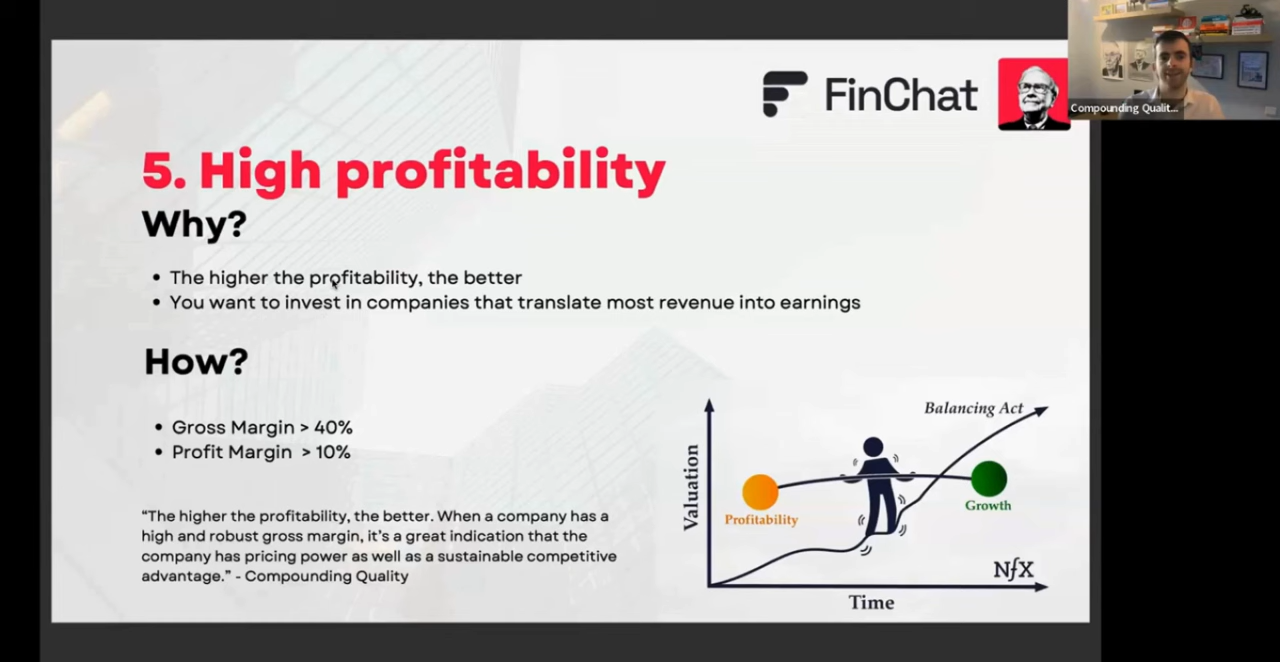 FinChat
Compounding Qualit...
5. High profitability
Why?
• The higher the profitability, the better
• You want to invest in companies that translate most revenue into earnings
How?
• Gross Margin > 40%
• Profit Margin > 10%
“The higher the profitability, the better. When a company has a
high and robust gross margin, it’s a great indication that the
company has pricing power as well as a sustainable competitive
advantage.” - Compounding Quality
Balancing Act
Valuation
Profitability
Growth
NfX
Time